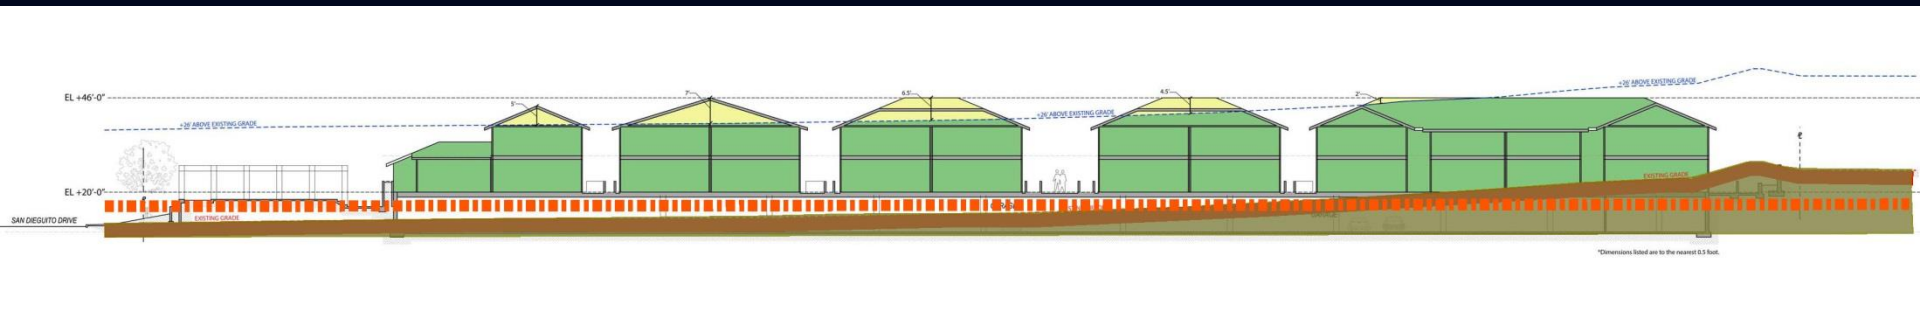 +26' ABOVE EXISTING GRADE
EL +46'-0"
5'
7'
6.5'
4.5'
2'
+26' ABOVE EXISTING GRADE
+26' ABOVE EXISTING GRADE
EL +20'-0"
EXISTING GRADE
SAN DIEGUITO DRIVE
EXISTING GRADE
*Dimensions listed are to the nearest 0.5 foot.